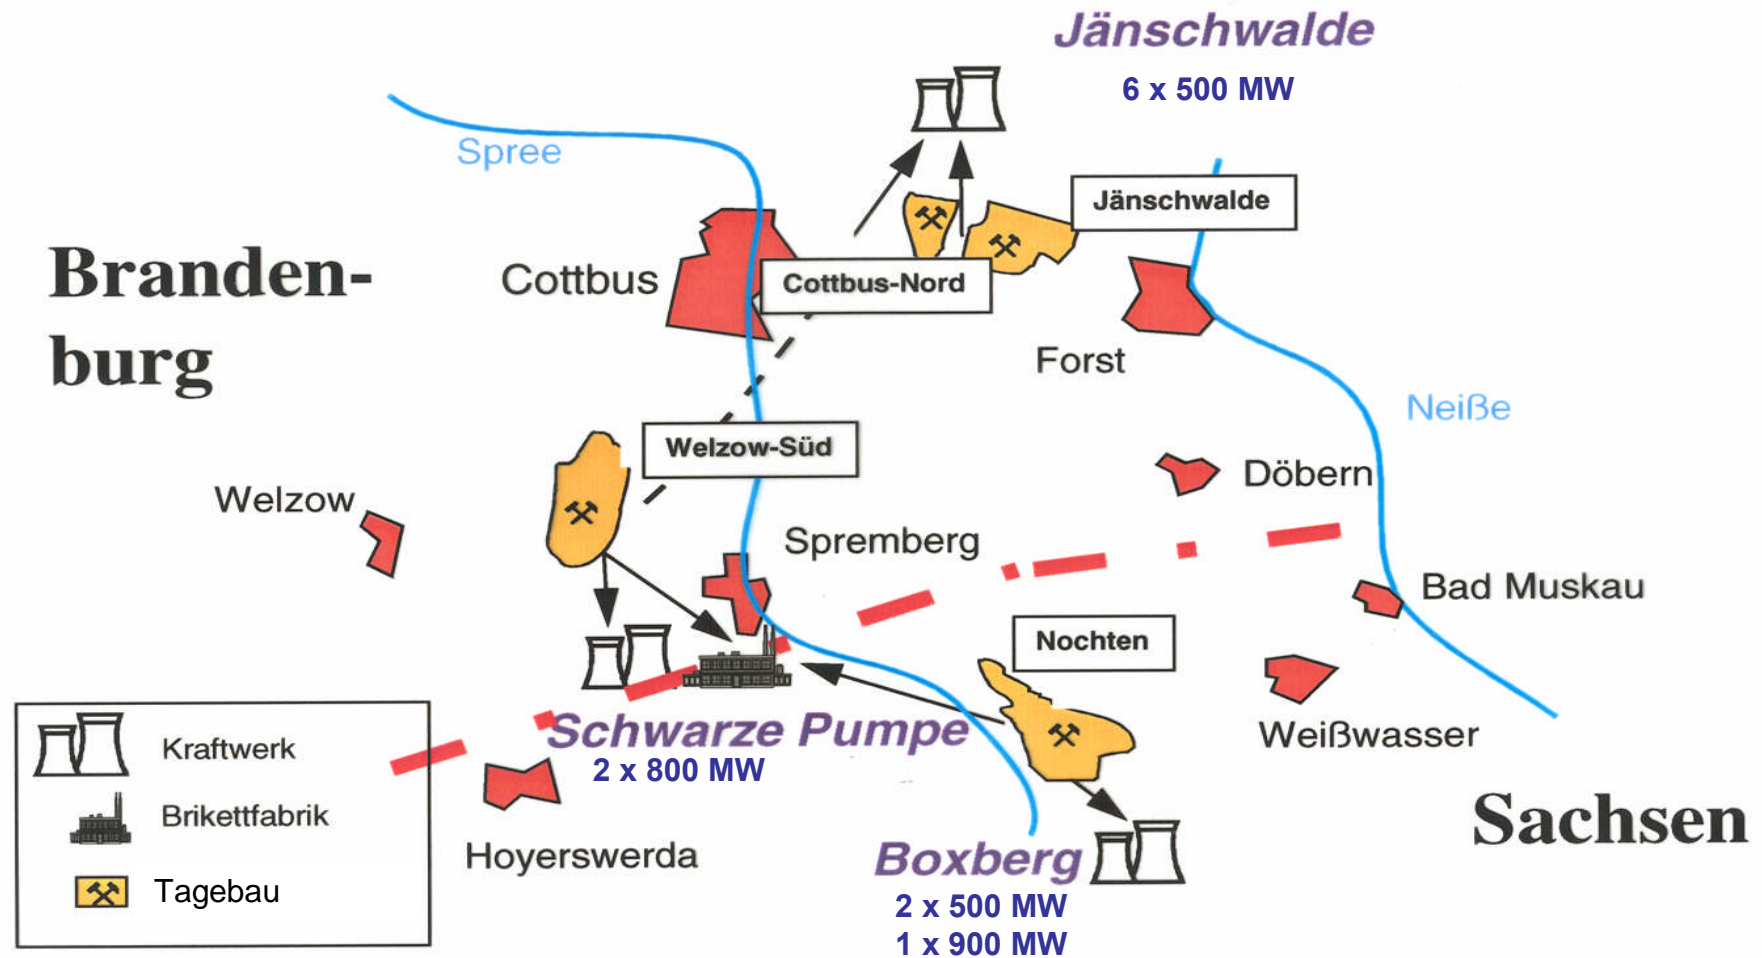 Jänschwalde
6 x 500 MW
Spree
Jänschwalde
Branden-
burg
Cottbus
Cottbus-Nord
Forst
Neiße
Welzow-Süd
Döbern
Welzow
Spremberg
Bad Muskau
Nochten
Weißwasser
Schwarze Pumpe
2 x 800 MW
Kraftwerk
Brikettfabrik
Tagebau
Hoyerswerda
Sachsen
Boxberg
2 x 500 MW
1 x 900 MW